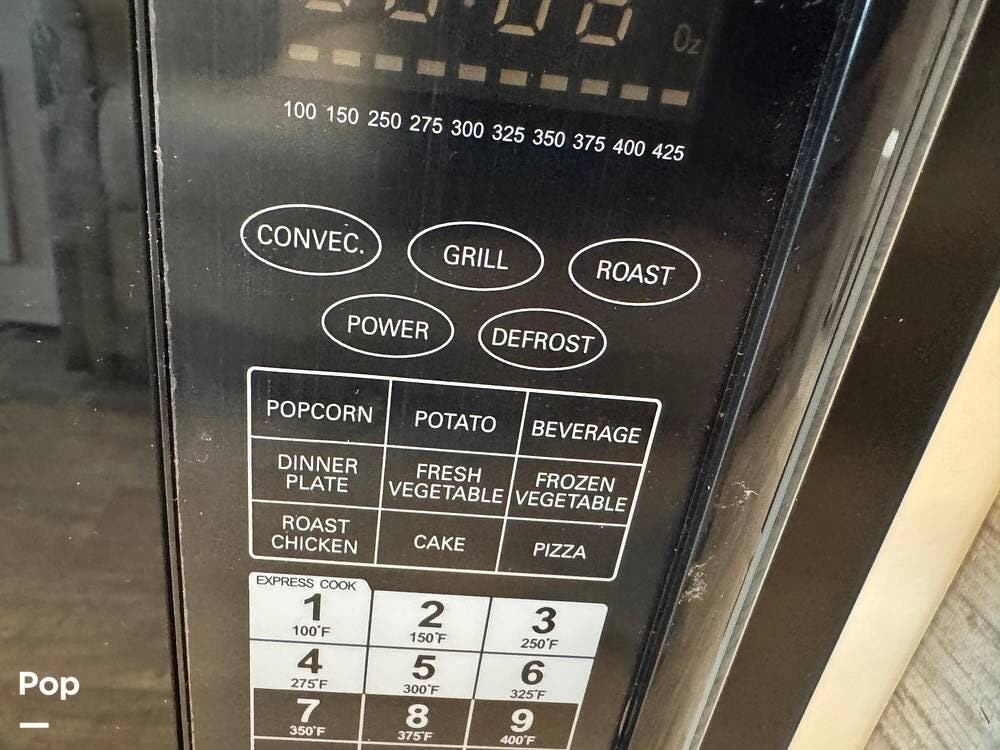 Oz
100 150 250 275 300 325 350 375 400 425
CONVEC. GRILL ROAST
POWER DEFROST
POPCORN POTATO BEVERAGE
DINNER PLATE FRESH VEGETABLE FROZEN VEGETABLE
ROAST CHICKEN CAKE PIZZA
EXPRESS COOK
1 2 3
100°F 150°F 250°F
4 5 6
275°F 300°F 325°F
7 8 9
350°F 375°F 400°F
Pop